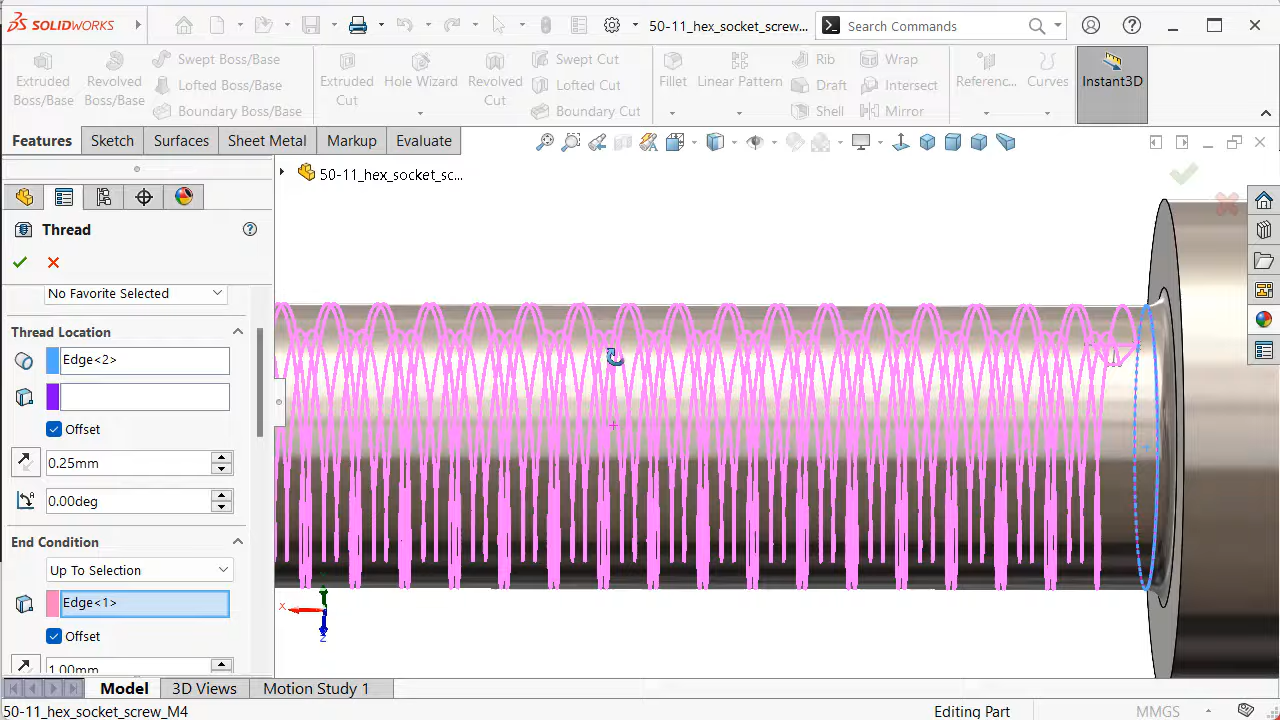 SOLIDWORKS
50-11_hex_socket_screw...
Search Commands
Extruded Boss/Base
Revolved Boss/Base
Swept Boss/Base
Lofted Boss/Base
Boundary Boss/Base
Extruded Cut
Hole Wizard
Revolved Cut
Swept Cut
Lofted Cut
Boundary Cut
Fillet
Linear Pattern
Rib
Draft
Shell
Wrap
Intersect
Mirror
Referenc...
Curves
Instant3D
Features
Sketch
Surfaces
Sheet Metal
Markup
Evaluate
50-11_hex_socket_sc...
Thread
No Favorite Selected
Thread Location
Edge<2>
Offset
0.25mm
0.00deg
End Condition
Up To Selection
Edge<1>
Offset
1.00mm
x
z
Model
3D Views
Motion Study 1
50-11_hex_socket_screw_M4
Editing Part
MMGS